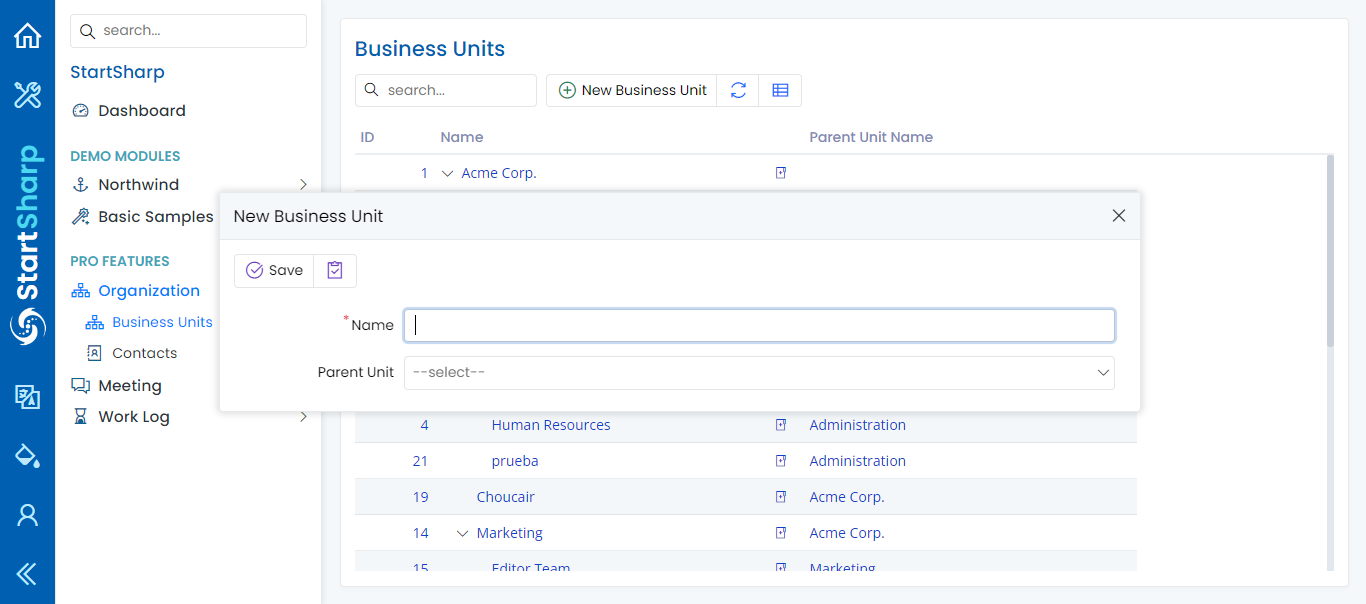 search...
StartSharp
Dashboard
DEMO MODULES
Northwind
Basic Samples
PRO FEATURES
Organization
Business Units
Contacts
Meeting
Work Log
StartSharp
Business Units
search...
New Business Unit
ID Name Parent Unit Name
1 Acme Corp.
New Business Unit
Save
* Name
Parent Unit --select--
4 Human Resources Administration
21 prueba Administration
19 Choucair Acme Corp.
14 Marketing Acme Corp.
15 Editor Team Marketing